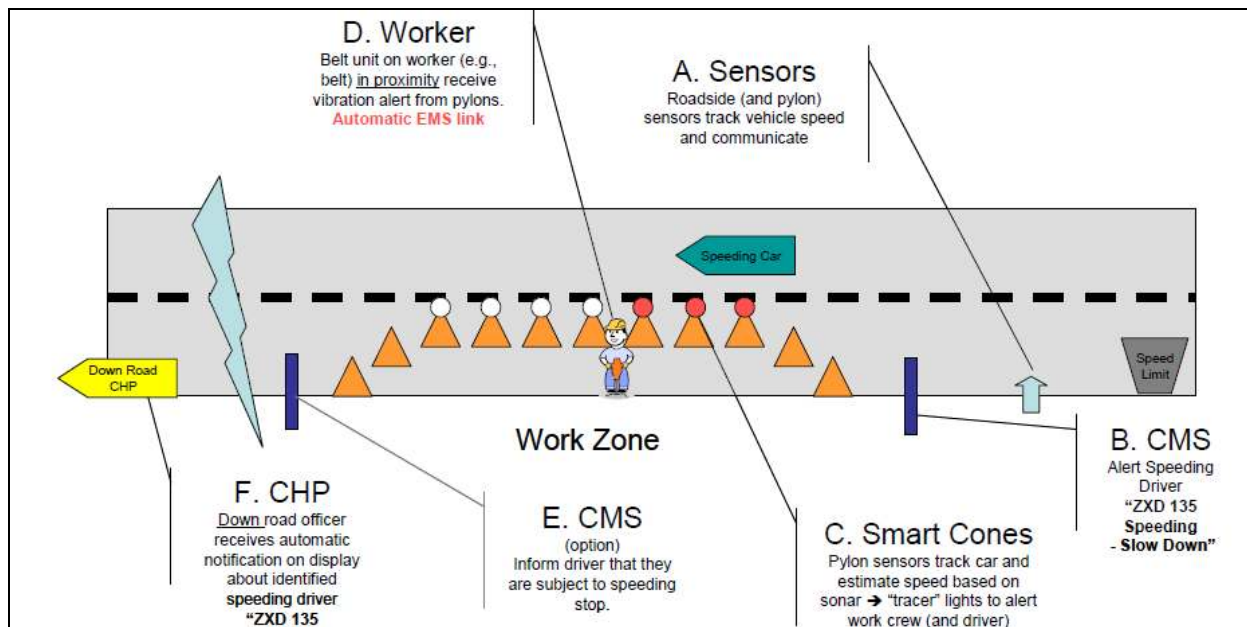 D. Worker
Belt unit on worker (e.g.,
belt) in proximity receive
vibration alert from pylons.
Automatic EMS link
A. Sensors
Roadside (and pylon)
sensors track vehicle speed
and communicate
Speeding Car
Down Road
CHP
Speed
Limit
Work Zone
B. CMS
Alert Speeding
Driver
"ZXD 135
Speeding
- Slow Down"
F. CHP
Down road officer
receives automatic
notification on display
about identified
speeding driver
"ZXD 135
E. CMS
(option)
Inform driver that they
are subject to speeding
stop.
C. Smart Cones
Pylon sensors track car and
estimate speed based on
sonar ➔ "tracer" lights to alert
work crew (and driver)